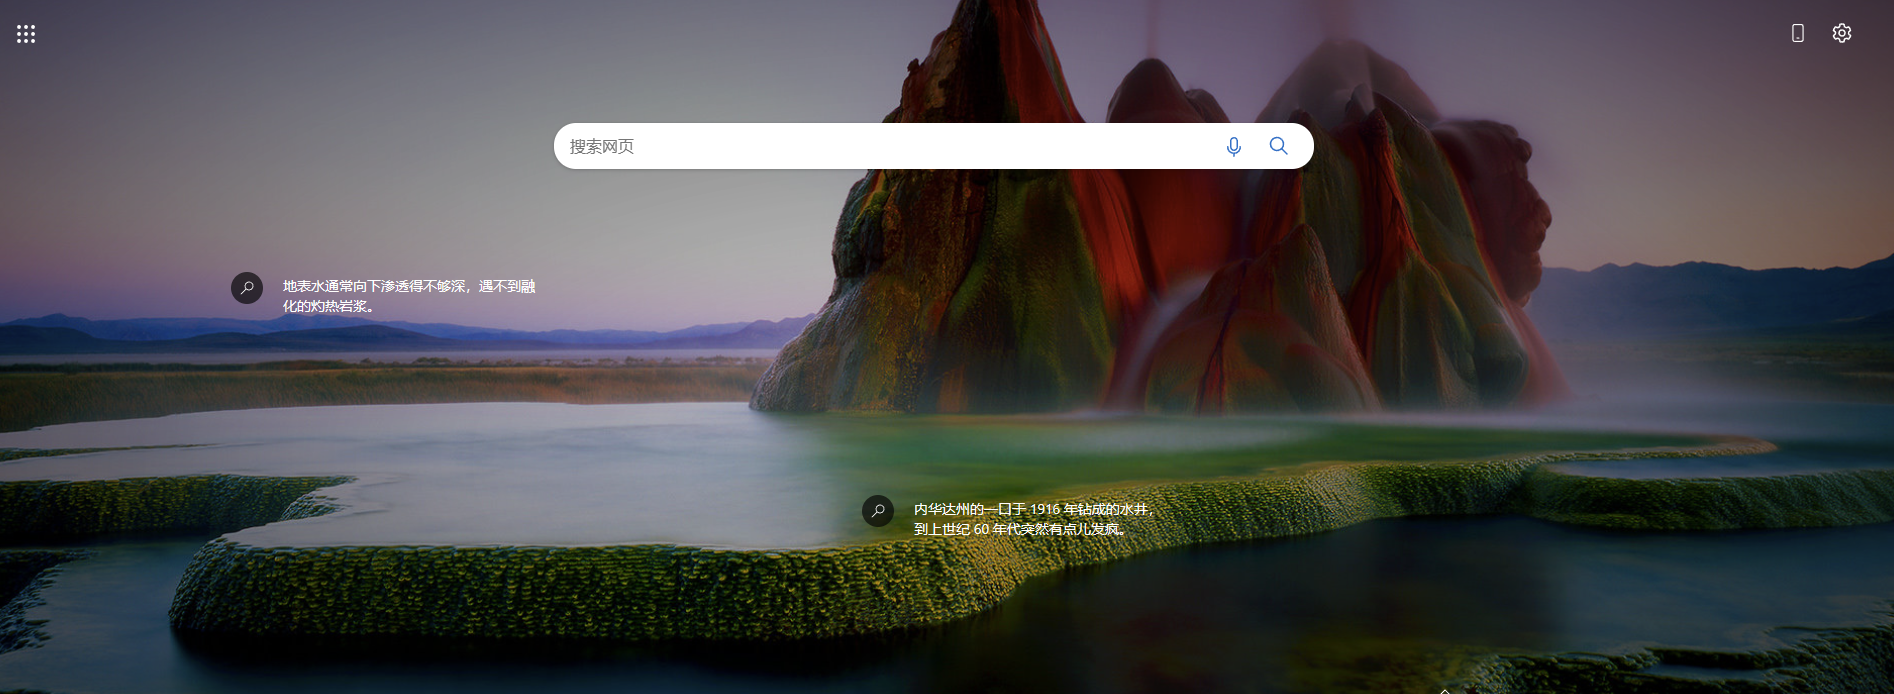 搜索网页
地表水通常向下渗透得不够深，遇不到融
化的灼热岩浆。
内华达州的一口于 1916 年钻成的水井，
到上世纪 60 年代突然有点儿发疯。